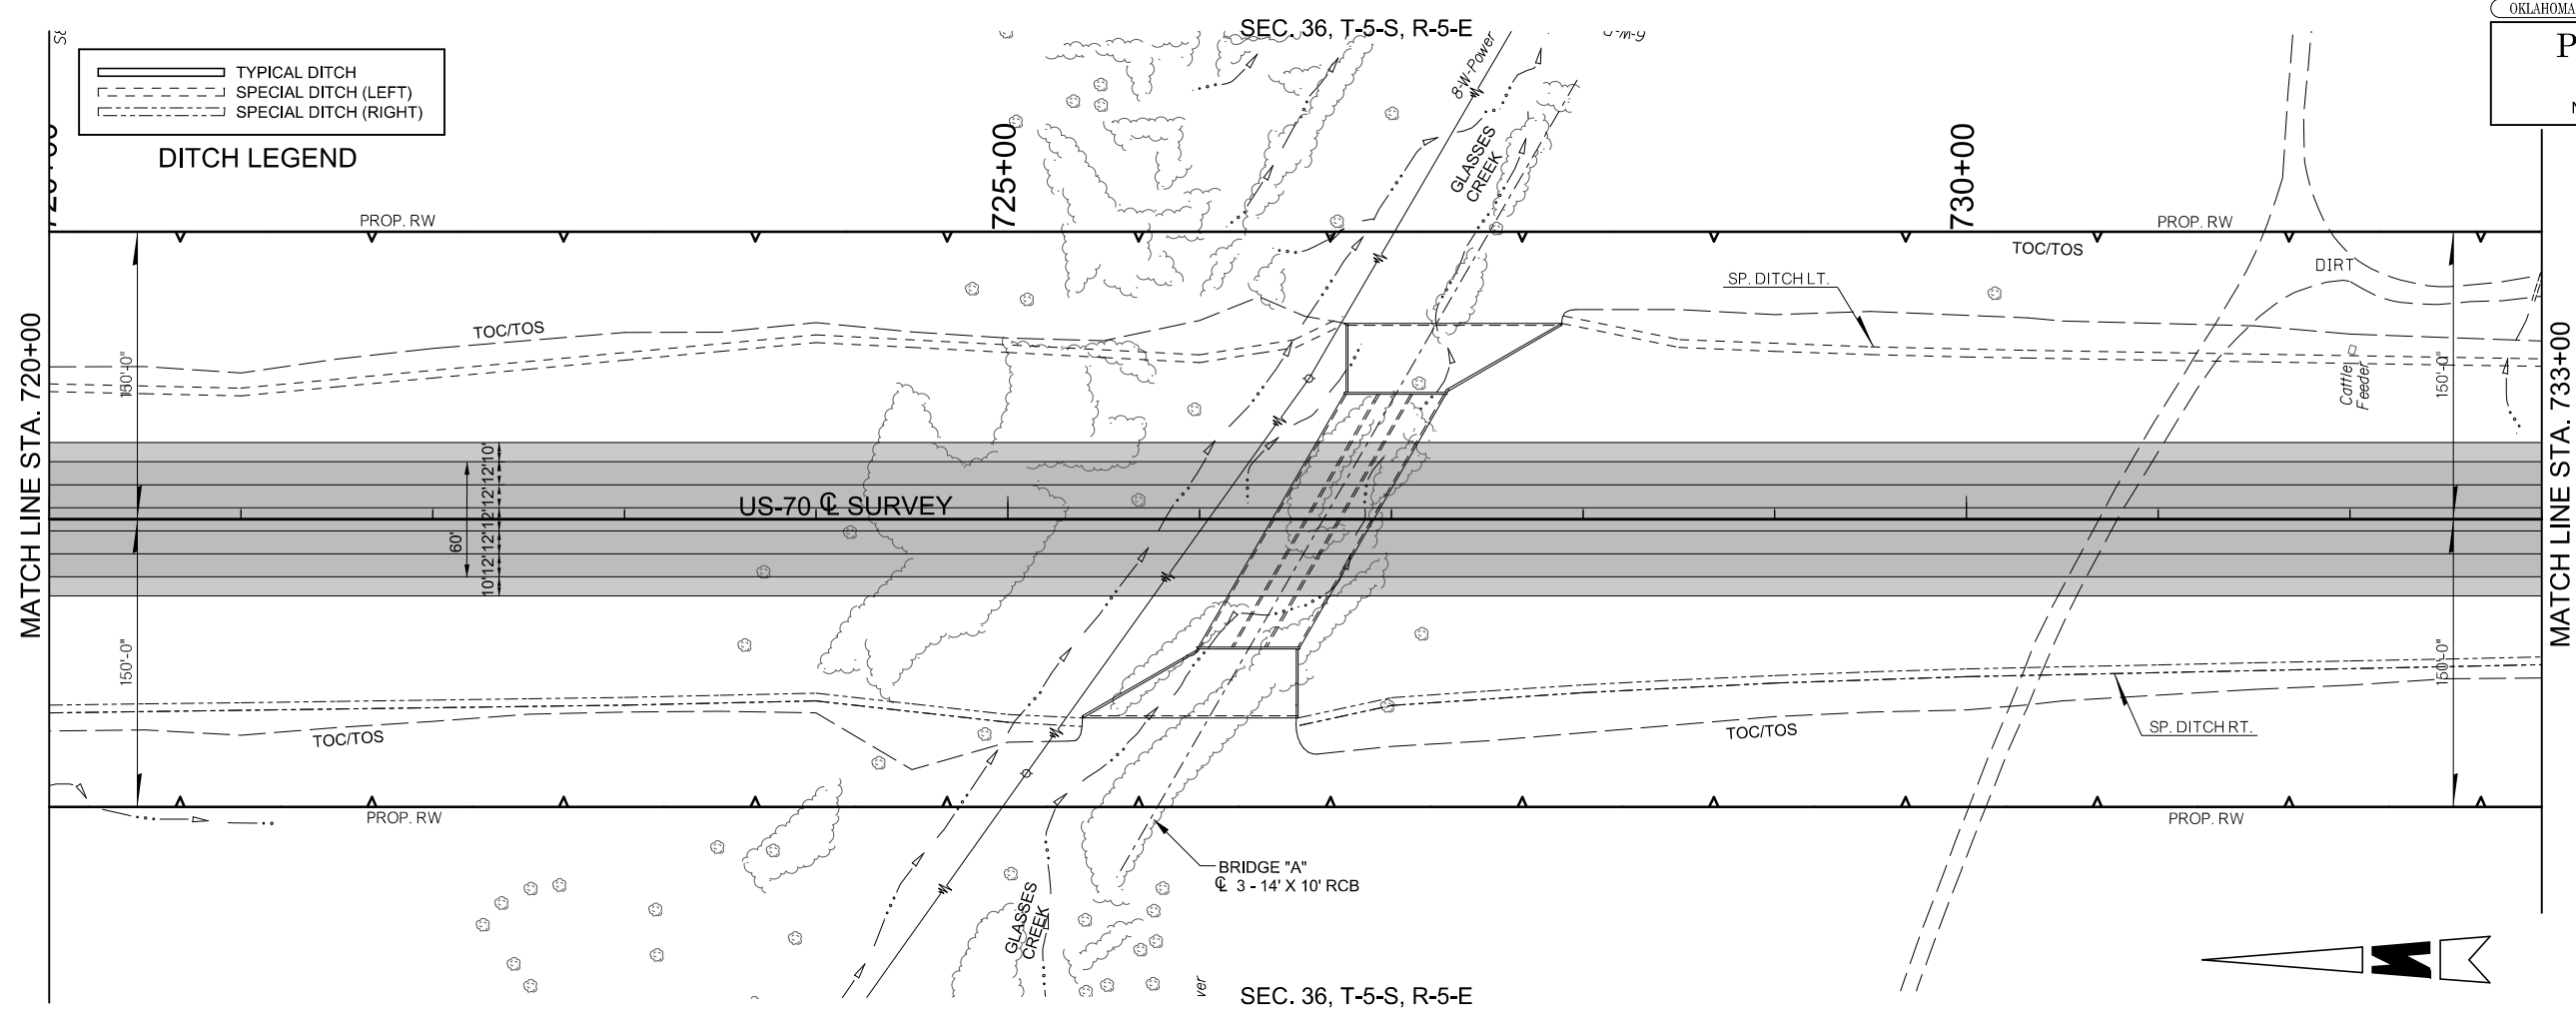 SEC. 36, T-5-S, R-5-E
OKLAHOMA
P
TYPICAL DITCH
SPECIAL DITCH (LEFT)
SPECIAL DITCH (RIGHT)
DITCH LEGEND
8-W-Power
GLASSES
CREEK
725+00
730+00
PROP. RW
PROP. RW
TOC/TOS
DIRT
SP. DITCH LT.
TOC/TOS
MATCH LINE STA. 720+00
MATCH LINE STA. 733+00
150'-0"
150'-0"
Cattle
Feeder
10'
12'
12'
12'
12'
12'
10'
60'
US-70 ℄ SURVEY
150'-0"
150'-0"
TOC/TOS
TOC/TOS
SP. DITCH RT.
PROP. RW
PROP. RW
BRIDGE "A"
℄ 3 - 14' X 10' RCB
GLASSES
CREEK
N
SEC. 36, T-5-S, R-5-E